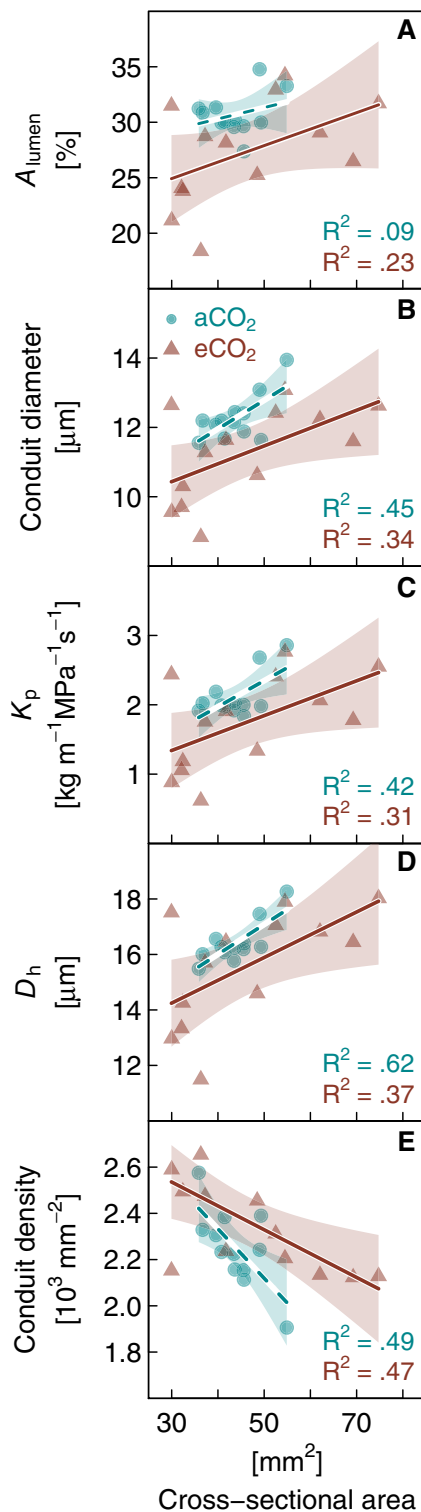 A
35
30
25
20
A lumen
[%]
R² = .09
R² = .23
B
aCO₂
eCO₂
14
12
10
Conduit diameter
[µm]
R² = .45
R² = .34
C
3
2
1
Kₚ
[kg m⁻¹MPa⁻¹s⁻¹]
R² = .42
R² = .31
D
18
16
14
12
Dₕ
[µm]
R² = .62
R² = .37
E
2.6
2.4
2.2
2.0
1.8
Conduit density
[10³ mm⁻²]
R² = .49
R² = .47
30 50 70
[mm²]
Cross−sectional area